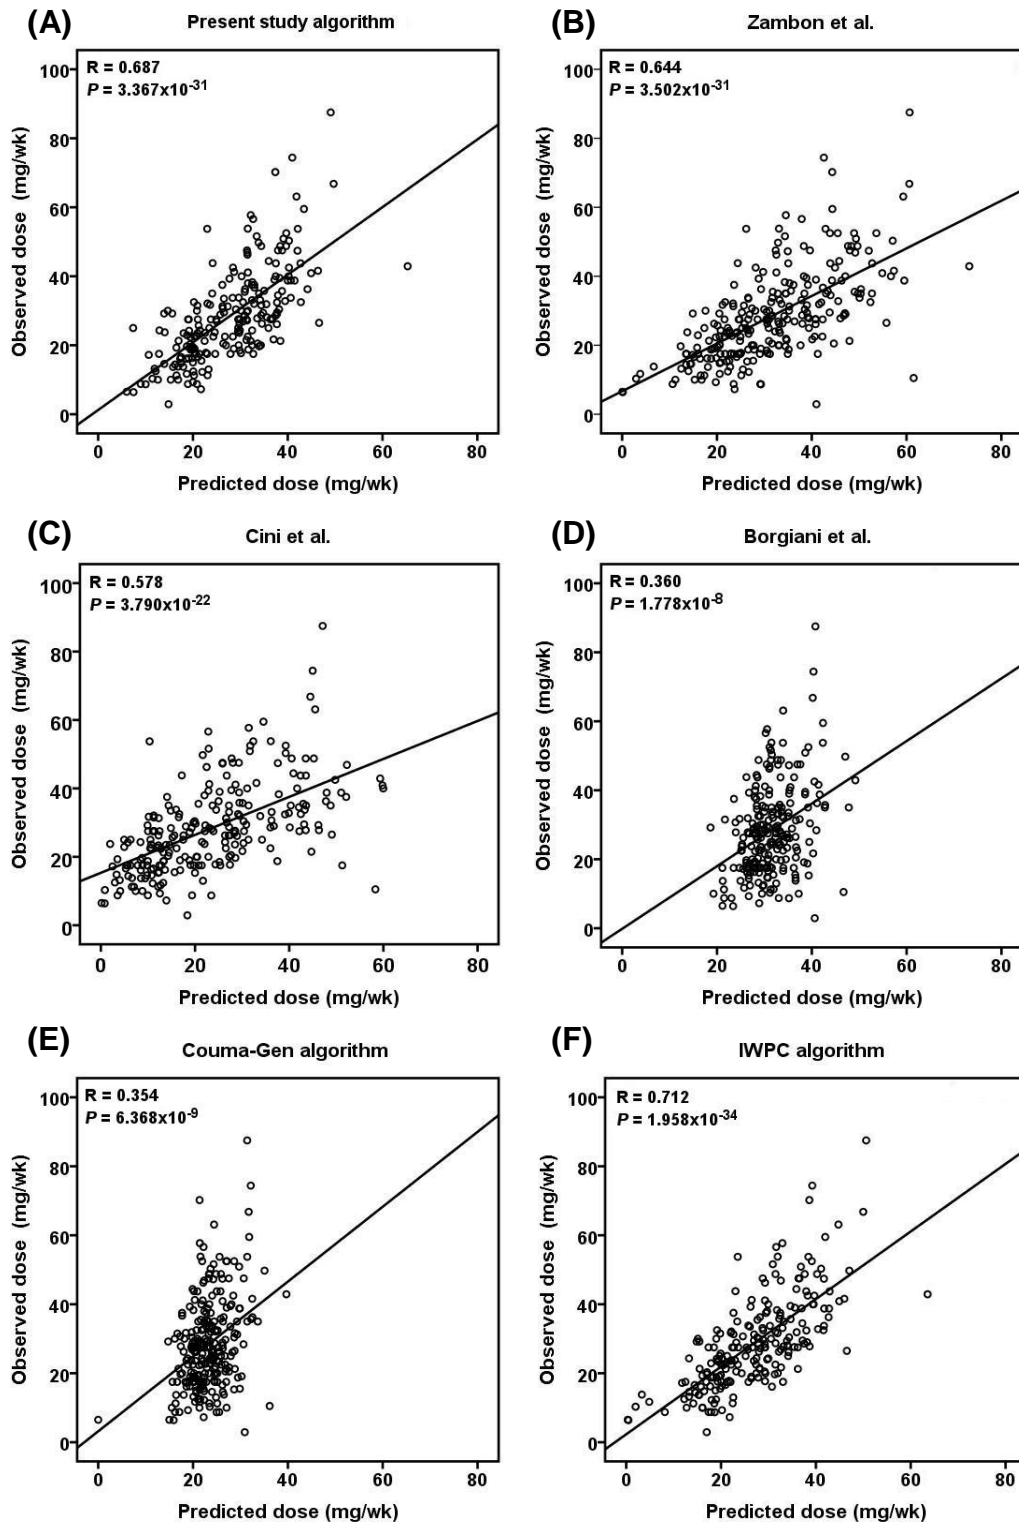 (A) Present study algorithm
R = 0.687
P = 3.367x10-31
100
80
60
40
20
0
Observed dose (mg/wk)
0 20 40 60 80
Predicted dose (mg/wk)
(B) Zambon et al.
R = 0.644
P = 3.502x10-31
100
80
60
40
20
0
Observed dose (mg/wk)
0 20 40 60 80
Predicted dose (mg/wk)
(C) Cini et al.
R = 0.578
P = 3.790x10-22
100
80
60
40
20
0
Observed dose (mg/wk)
0 20 40 60 80
Predicted dose (mg/wk)
(D) Borgiani et al.
R = 0.360
P = 1.778x10-8
100
80
60
40
20
0
Observed dose (mg/wk)
0 20 40 60 80
Predicted dose (mg/wk)
(E) Couma-Gen algorithm
R = 0.354
P = 6.368x10-9
100
80
60
40
20
0
Observed dose (mg/wk)
0 20 40 60 80
Predicted dose (mg/wk)
(F) IWPC algorithm
R = 0.712
P = 1.958x10-34
100
80
60
40
20
0
Observed dose (mg/wk)
0 20 40 60 80
Predicted dose (mg/wk)